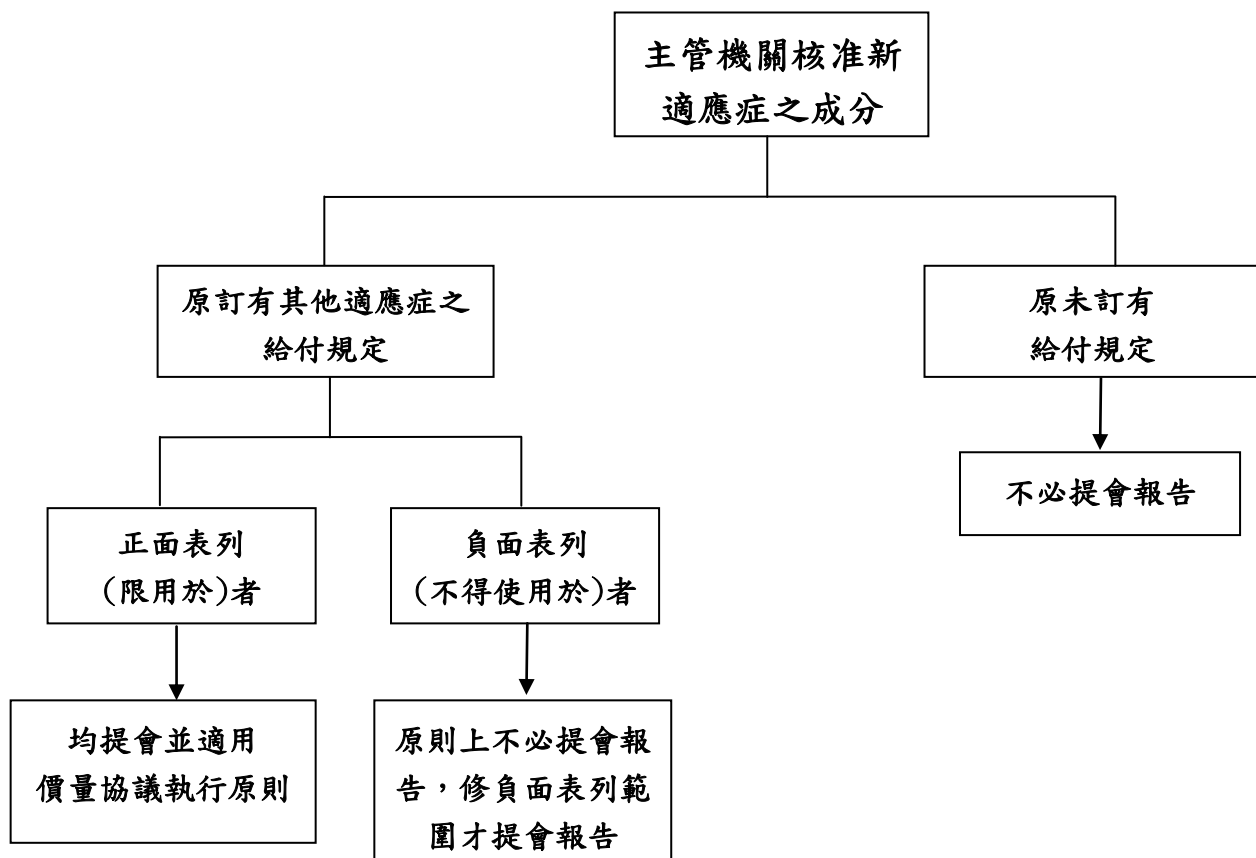 主管機關核准新
適應症之成分
原訂有其他適應症之
給付規定
原未訂有
給付規定
不必提會報告
正面表列
(限用於)者
負面表列
(不得使用於)者
均提會並適用
價量協議執行原則
原則上不必提會報
告，修負面表列範
圍才提會報告